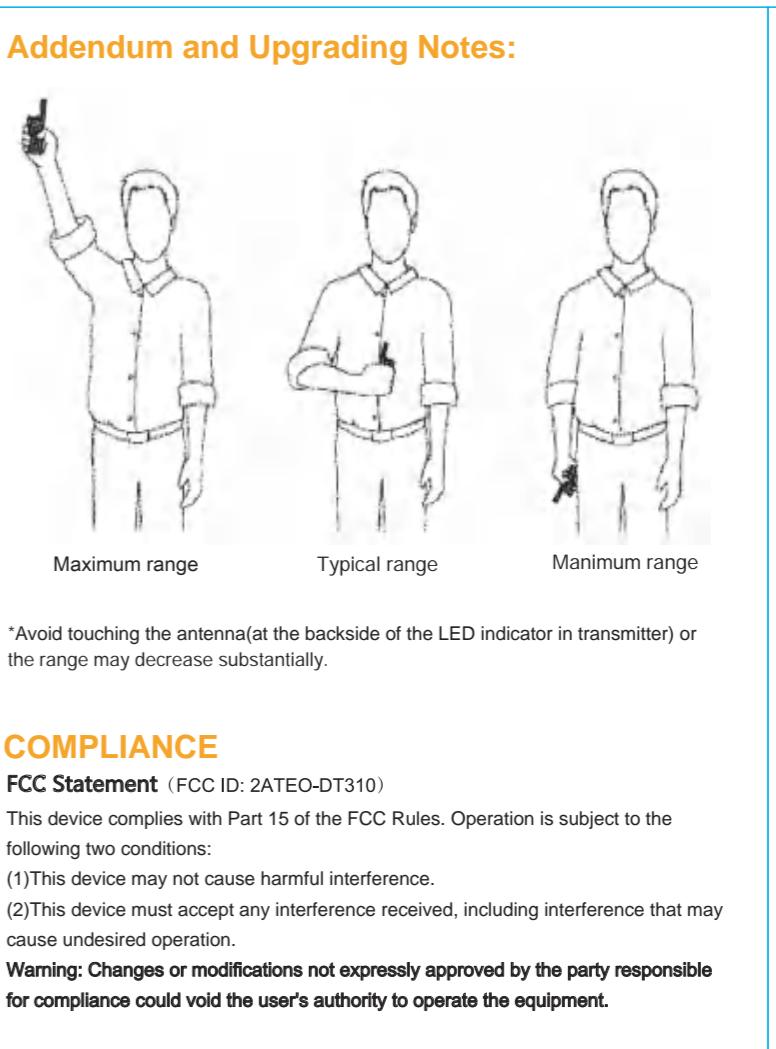 Addendum and Upgrading Notes:
Maximum range
Typical range
Manimum range
*Avoid touching the antenna(at the backside of the LED indicator in transmitter) or
the range may decrease substantially.
COMPLIANCE
FCC Statement（FCC ID: 2ATEO-DT310）
This device complies with Part 15 of the FCC Rules. Operation is subject to the
following two conditions:
(1)This device may not cause harmful interference.
(2)This device must accept any interference received, including interference that may
cause undesired operation.
Warning: Changes or modifications not expressly approved by the party responsible
for compliance could void the user's authority to operate the equipment.